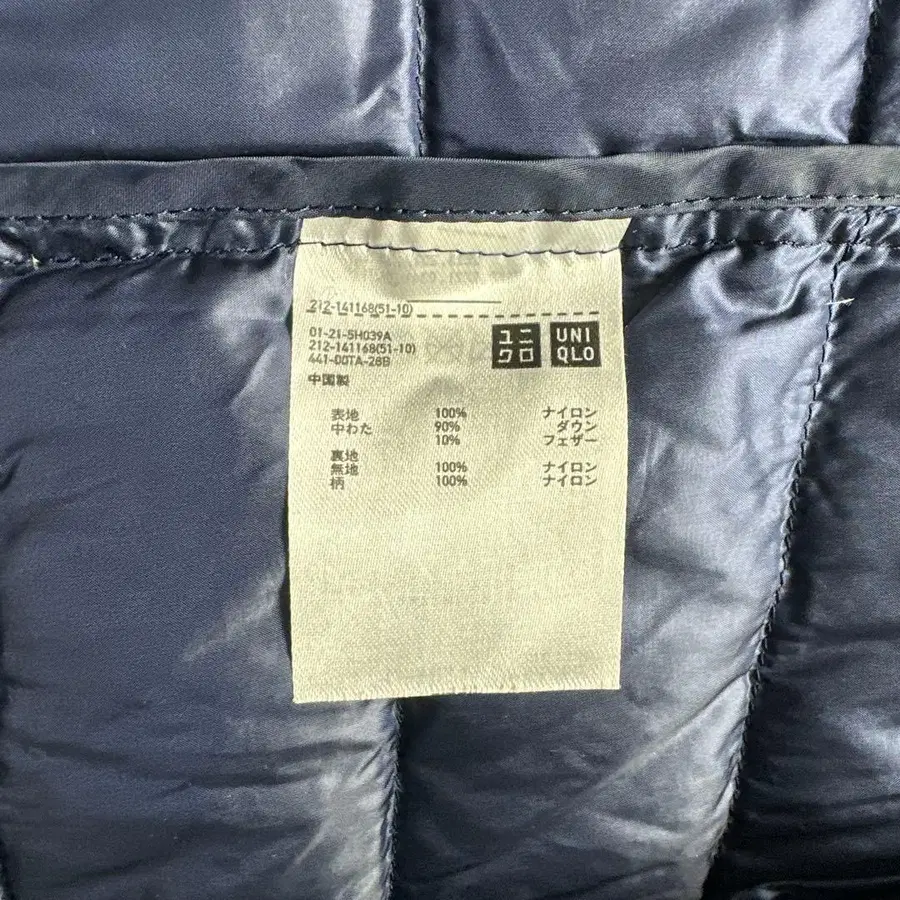 212-141168(51-10)
01-21-5H039A
212-141168(51-10)
441-00TA-28B
ユニクロ
UNIQLO
中国製
表地 100% ナイロン
中わた 90% ダウン
10% フェザー
裏地
無地 100% ナイロン
柄 100% ナイロン